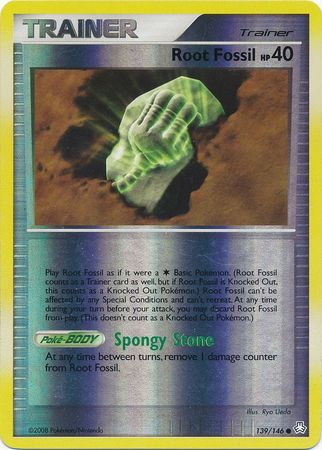 TRAINER
Trainer
Root Fossil HP 40
Play Root Fossil as if it were a Basic Pokémon. (Root Fossil
counts as a Trainer card as well, but if Root Fossil is Knocked Out,
this counts as a Knocked Out Pokémon.) Root Fossil can't be
affected by any Special Conditions and can't retreat. At any time
during your turn before your attack, you may discard Root Fossil
from play. (This doesn't count as a Knocked Out Pokémon.)
Poké-BODY Spongy Stone
At any time between turns, remove 1 damage counter
from Root Fossil.
Illus. Ryo Ueda
©2008 Pokémon/Nintendo
139/146